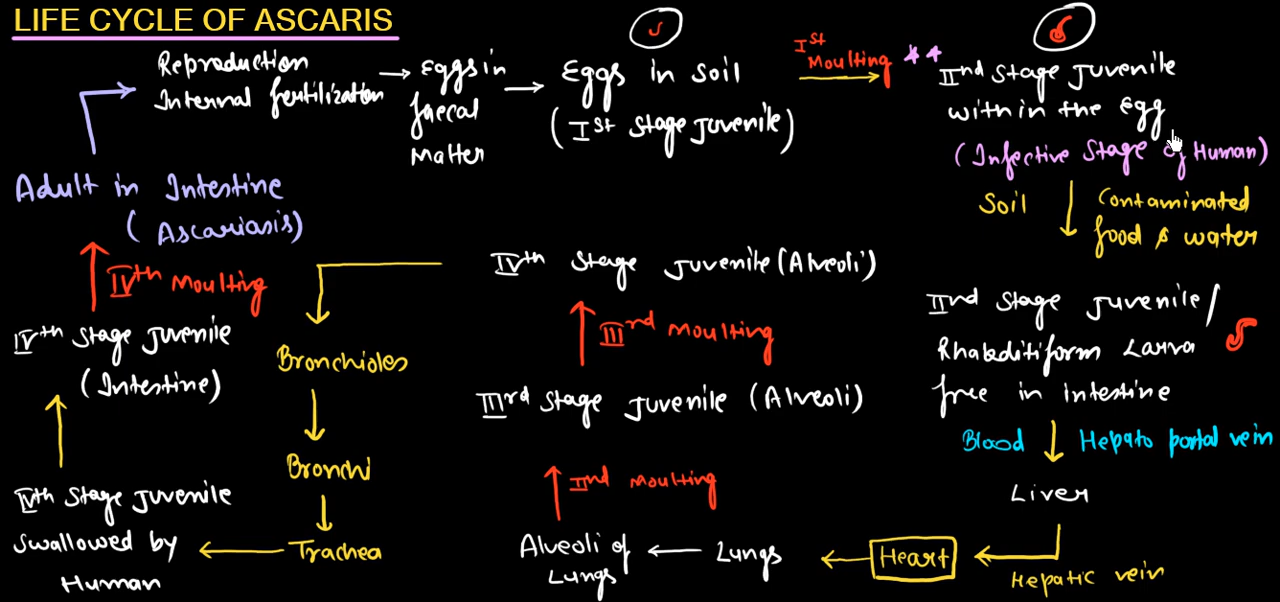 LIFE CYCLE OF ASCARIS
Reproduction
Internal fertilization
Eggs in
faecal
Matter
Eggs in Soil
(Ist Stage Juvenile)
Ist
Moulting
IInd Stage Juvenile
within the Egg
(Infective Stage of Human)
Soil
Contaminated
food & water
IInd Stage Juvenile/
Rhabditiform Larva
free in intestine
Blood
Hepato portal vein
Liver
Hepatic vein
Heart
Lungs
Alveoli of
Lungs
IInd Moulting
IIIrd Stage Juvenile (Alveoli)
IIIrd Moulting
IVth Stage Juvenile (Alveoli)
Bronchioles
Bronchi
Trachea
IVth Stage Juvenile
Swallowed by
Human
IVth Stage Juvenile
(Intestine)
IVth Moulting
Adult in Intestine
(Ascariasis)